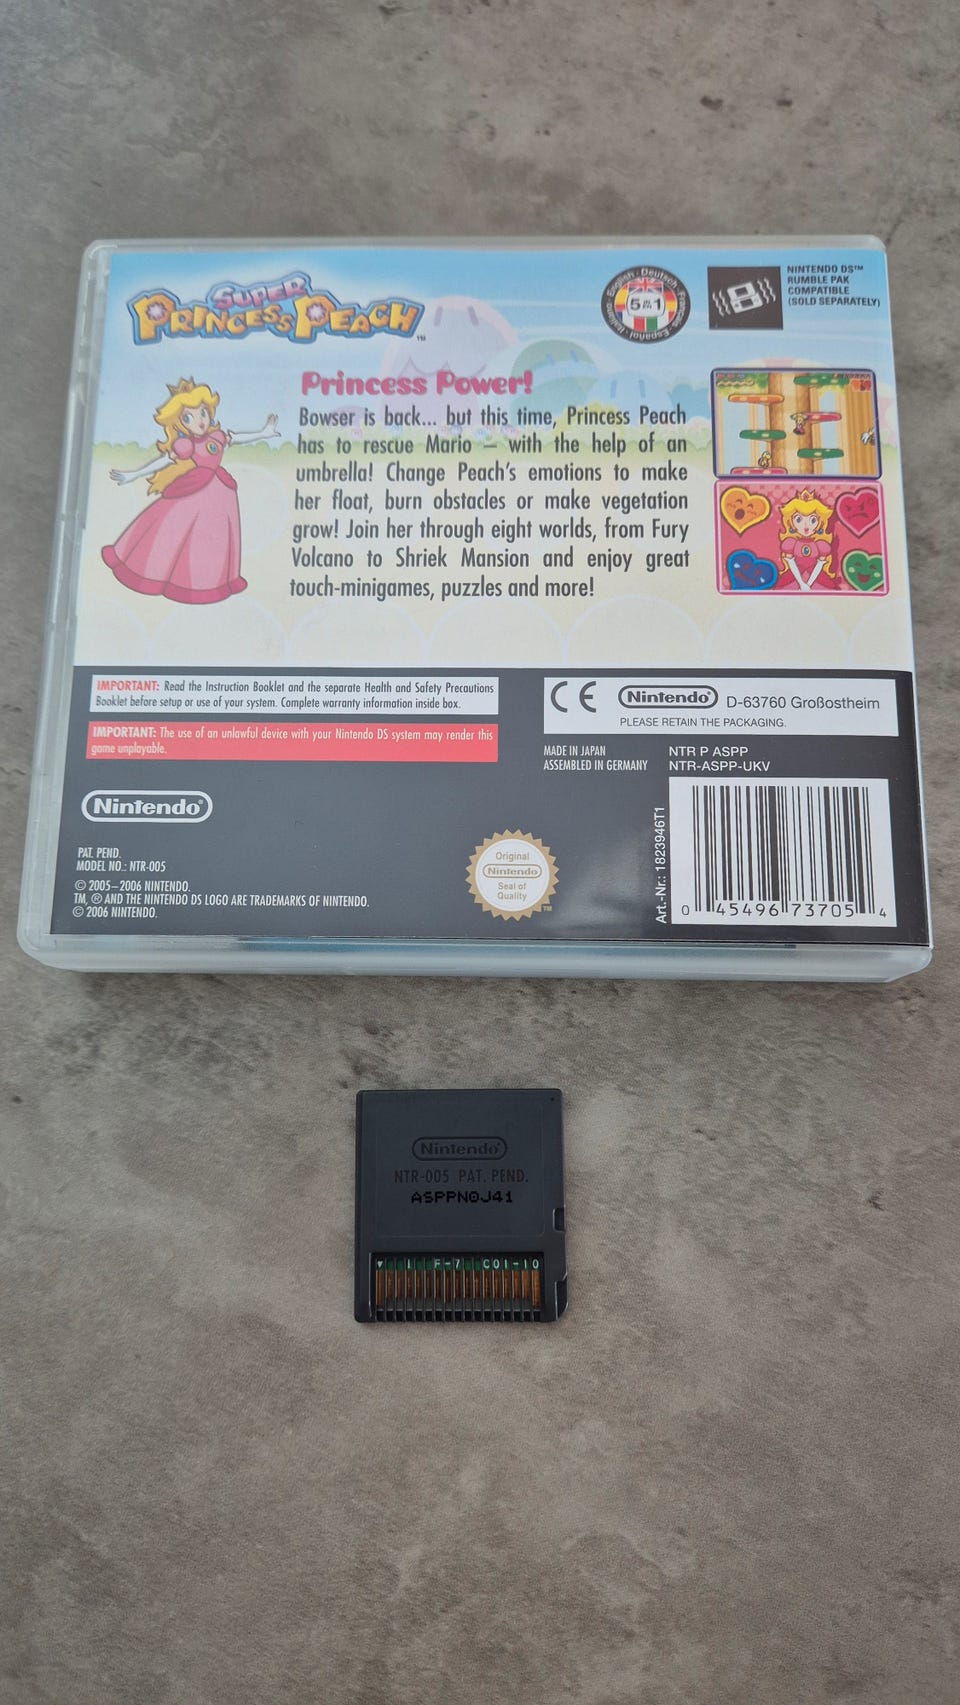 SUPER
PRINCESS PEACH™
English · Deutsch · Français · Español · Italiano
5 in 1
NINTENDO DS™
RUMBLE PAK
COMPATIBLE
(SOLD SEPARATELY)
Princess Power!
Bowser is back... but this time, Princess Peach
has to rescue Mario – with the help of an
umbrella! Change Peach's emotions to make
her float, burn obstacles or make vegetation
grow! Join her through eight worlds, from Fury
Volcano to Shriek Mansion and enjoy great
touch-minigames, puzzles and more!
IMPORTANT: Read the Instruction Booklet and the separate Health and Safety Precautions
Booklet before setup or use of your system. Complete warranty information inside box.
IMPORTANT: The use of an unlawful device with your Nintendo DS system may render this
game unplayable.
CE Nintendo® D-63760 Großostheim
PLEASE RETAIN THE PACKAGING.
MADE IN JAPAN
ASSEMBLED IN GERMANY
NTR P ASPP
NTR-ASPP-UKV
Nintendo®
PAT. PEND.
MODEL NO.: NTR-005
© 2005–2006 NINTENDO.
TM, ® AND THE NINTENDO DS LOGO ARE TRADEMARKS OF NINTENDO.
© 2006 NINTENDO.
Original
Nintendo
Seal of
Quality
TM
Art.-Nr.: 1823946T1
0 45496 73705 4
Nintendo®
NTR-005 PAT. PEND.
ASPPN0J41
▼ 1 F-7 C01-10